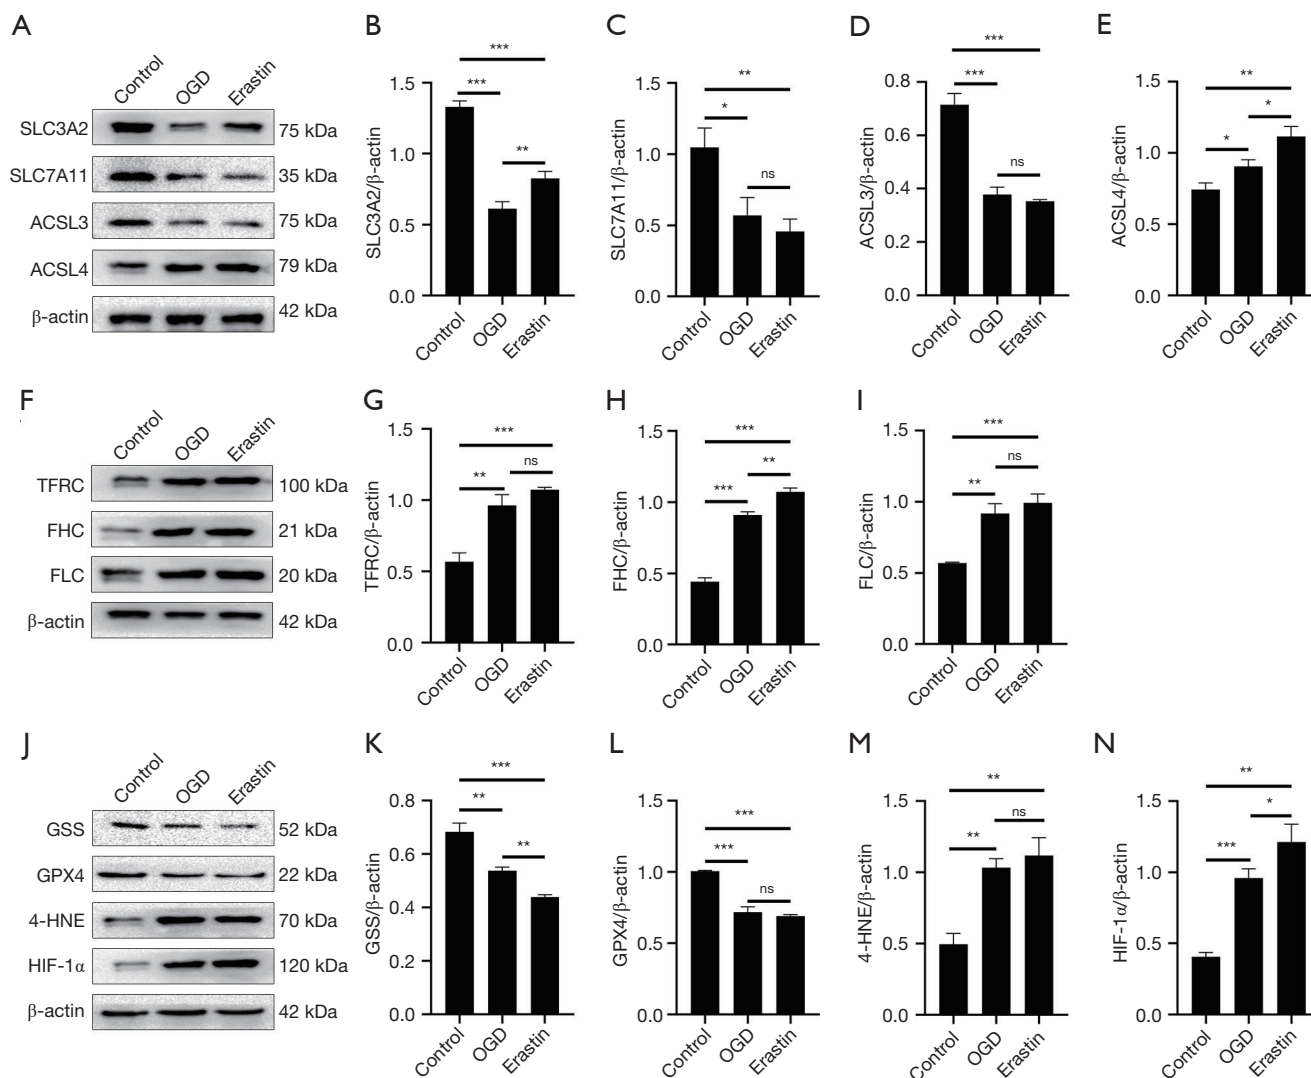 A
Control OGD Erastin
SLC3A2 75 kDa
SLC7A11 35 kDa
ACSL3 75 kDa
ACSL4 79 kDa
β-actin 42 kDa
B
SLC3A2/β-actin
1.5
1.0
0.5
0.0
***
***
**
Control OGD Erastin
C
SLC7A11/β-actin
1.5
1.0
0.5
0.0
**
*
ns
Control OGD Erastin
D
ACSL3/β-actin
0.8
0.6
0.4
0.2
0.0
***
***
ns
Control OGD Erastin
E
ACSL4/β-actin
1.5
1.0
0.5
0.0
**
*
*
Control OGD Erastin
F
Control OGD Erastin
TFRC 100 kDa
FHC 21 kDa
FLC 20 kDa
β-actin 42 kDa
G
TFRC/β-actin
1.5
1.0
0.5
0.0
***
ns
**
Control OGD Erastin
H
FHC/β-actin
1.5
1.0
0.5
0.0
***
**
***
Control OGD Erastin
I
FLC/β-actin
1.5
1.0
0.5
0.0
***
ns
**
Control OGD Erastin
J
Control OGD Erastin
GSS 52 kDa
GPX4 22 kDa
4-HNE 70 kDa
HIF-1α 120 kDa
β-actin 42 kDa
K
GSS/β-actin
0.8
0.6
0.4
0.2
0.0
***
**
**
Control OGD Erastin
L
GPX4/β-actin
1.5
1.0
0.5
0.0
***
***
ns
Control OGD Erastin
M
4-HNE/β-actin
1.5
1.0
0.5
0.0
**
ns
**
Control OGD Erastin
N
HIF-1α/β-actin
1.5
1.0
0.5
0.0
**
*
***
Control OGD Erastin